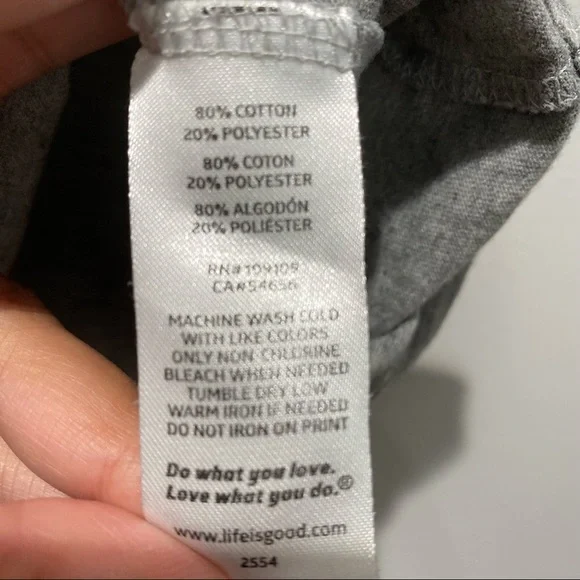 80% COTTON
20% POLYESTER
80% COTON
20% POLYESTER
80% ALGODÓN
20% POLIÉSTER
RN#109109
CA#54656
MACHINE WASH COLD
WITH LIKE COLORS
ONLY NON-CHLORINE
BLEACH WHEN NEEDED
TUMBLE DRY LOW
WARM IRON IF NEEDED
DO NOT IRON ON PRINT
Do what you love.
Love what you do.®
www.lifeisgood.com
2554